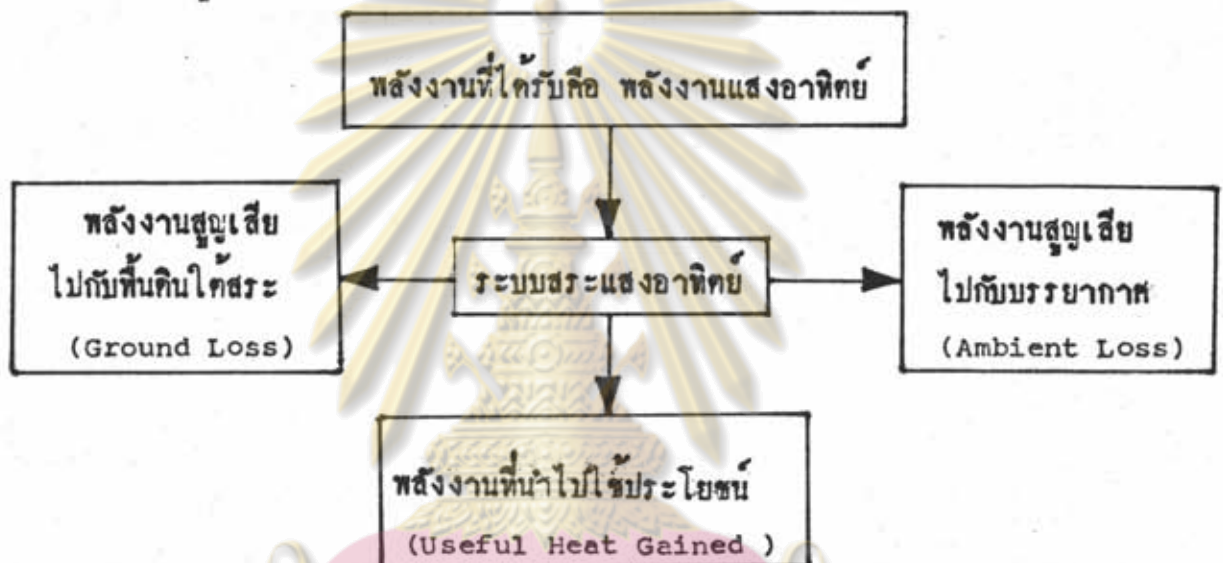 พลังงานที่ได้รับคือ พลังงานแสงอาทิตย์
พลังงานสูญเสีย
ไปกับพื้นดินใต้สระ
(Ground Loss)
ระบบสระแสงอาทิตย์
พลังงานสูญเสีย
ไปกับบรรยากาศ
(Ambient Loss)
พลังงานที่นำไปใช้ประโยชน์
(Useful Heat Gained )